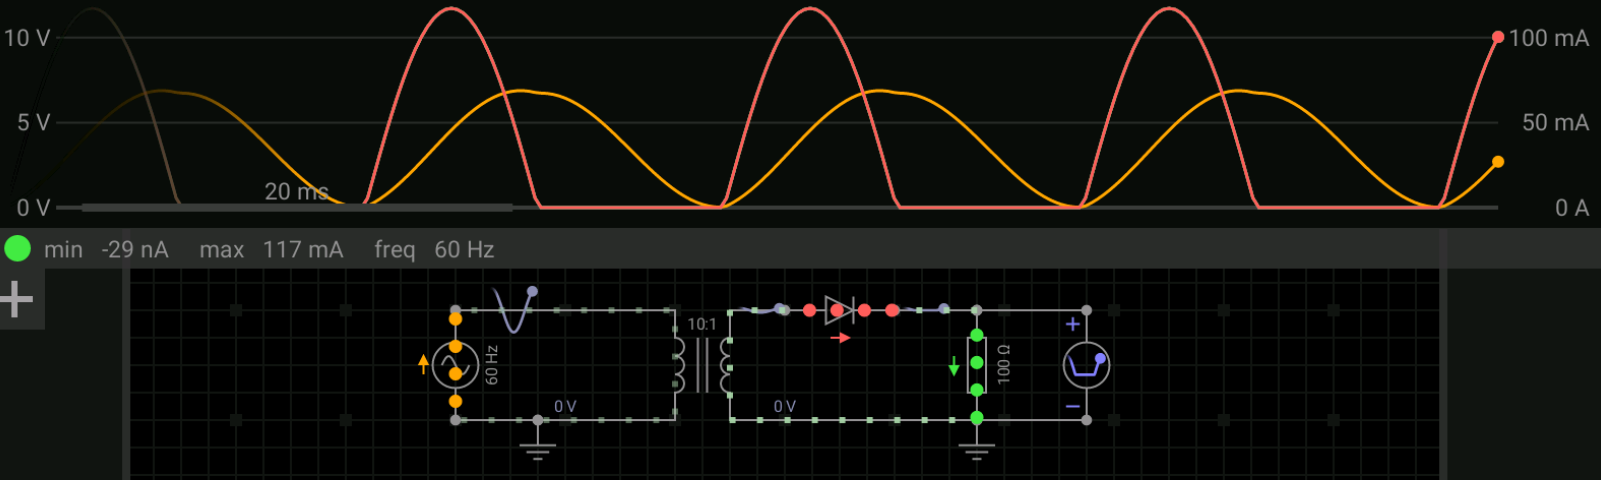 10 V
100 mA
5 V
50 mA
20 ms
0 V
0 A
min -29 nA max 117 mA freq 60 Hz
+
10:1
+
60 Hz
100 Ω
0 V
0 V
−